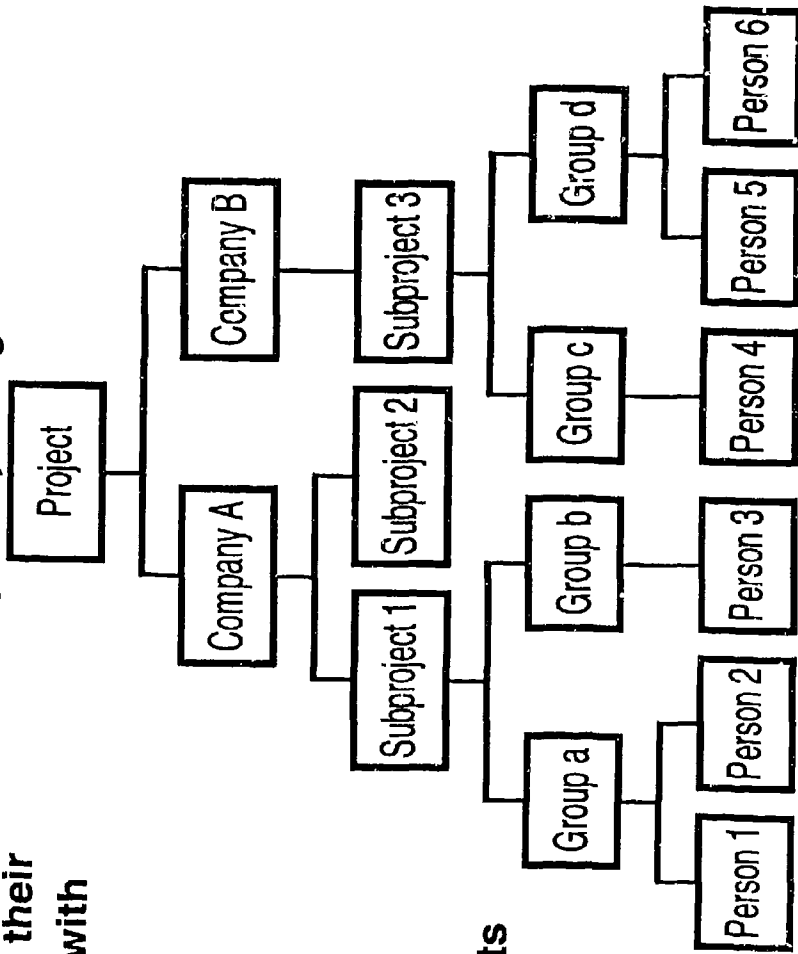 their
with
ts
Project
Company A
Company B
Subproject 1
Subproject 2
Subproject 3
Group a
Group b
Group c
Group d
Person 1
Person 2
Person 3
Person 4
Person 5
Person 6